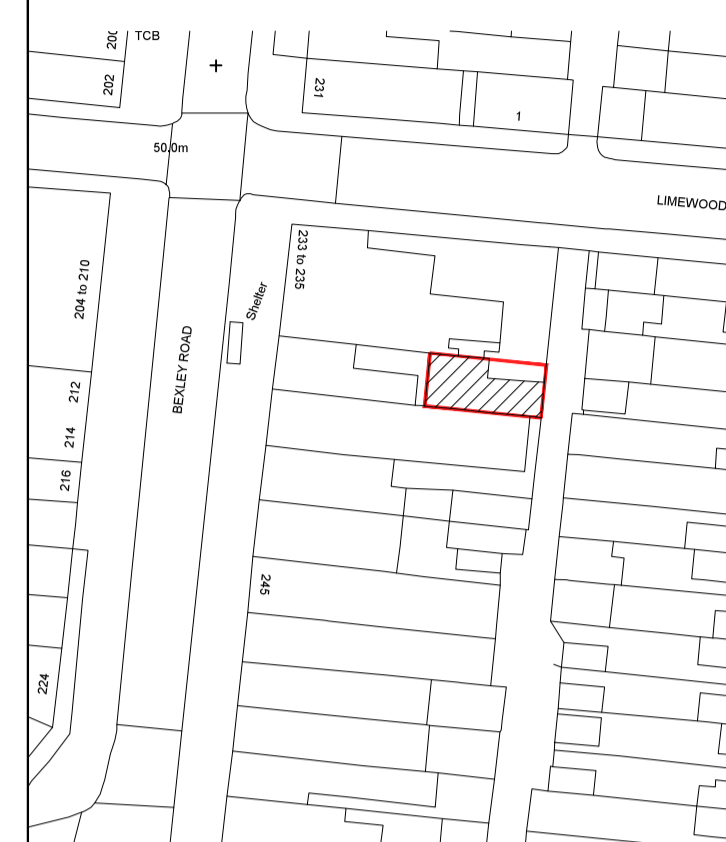 TCB
202
231
1
50.0m
LIMEWOOD
233 to 235
204 to 210
Shelter
BEXLEY ROAD
212
214
216
245
224